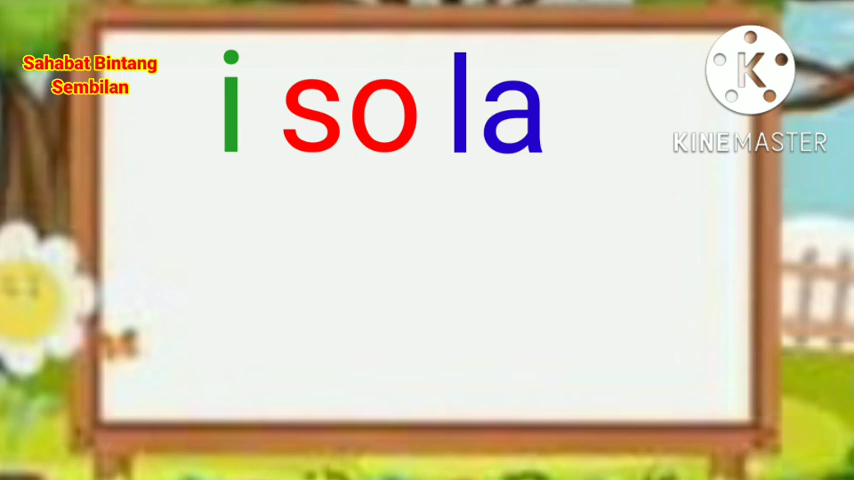 Sahabat Bintang
Sembilan
i so la
K
KINEMASTER